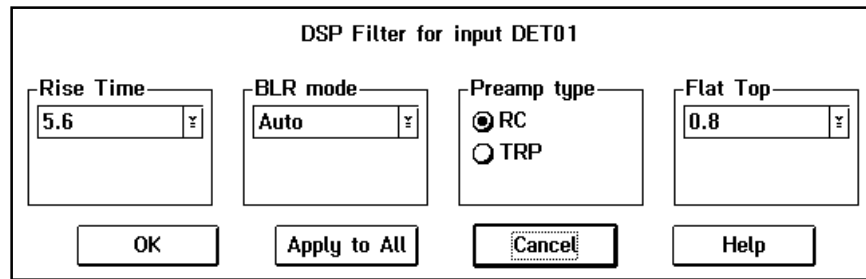 DSP Filter for input DET01
Rise Time
5.6
BLR mode
Auto
Preamp type
RC
TRP
Flat Top
0.8
OK
Apply to All
Cancel
Help